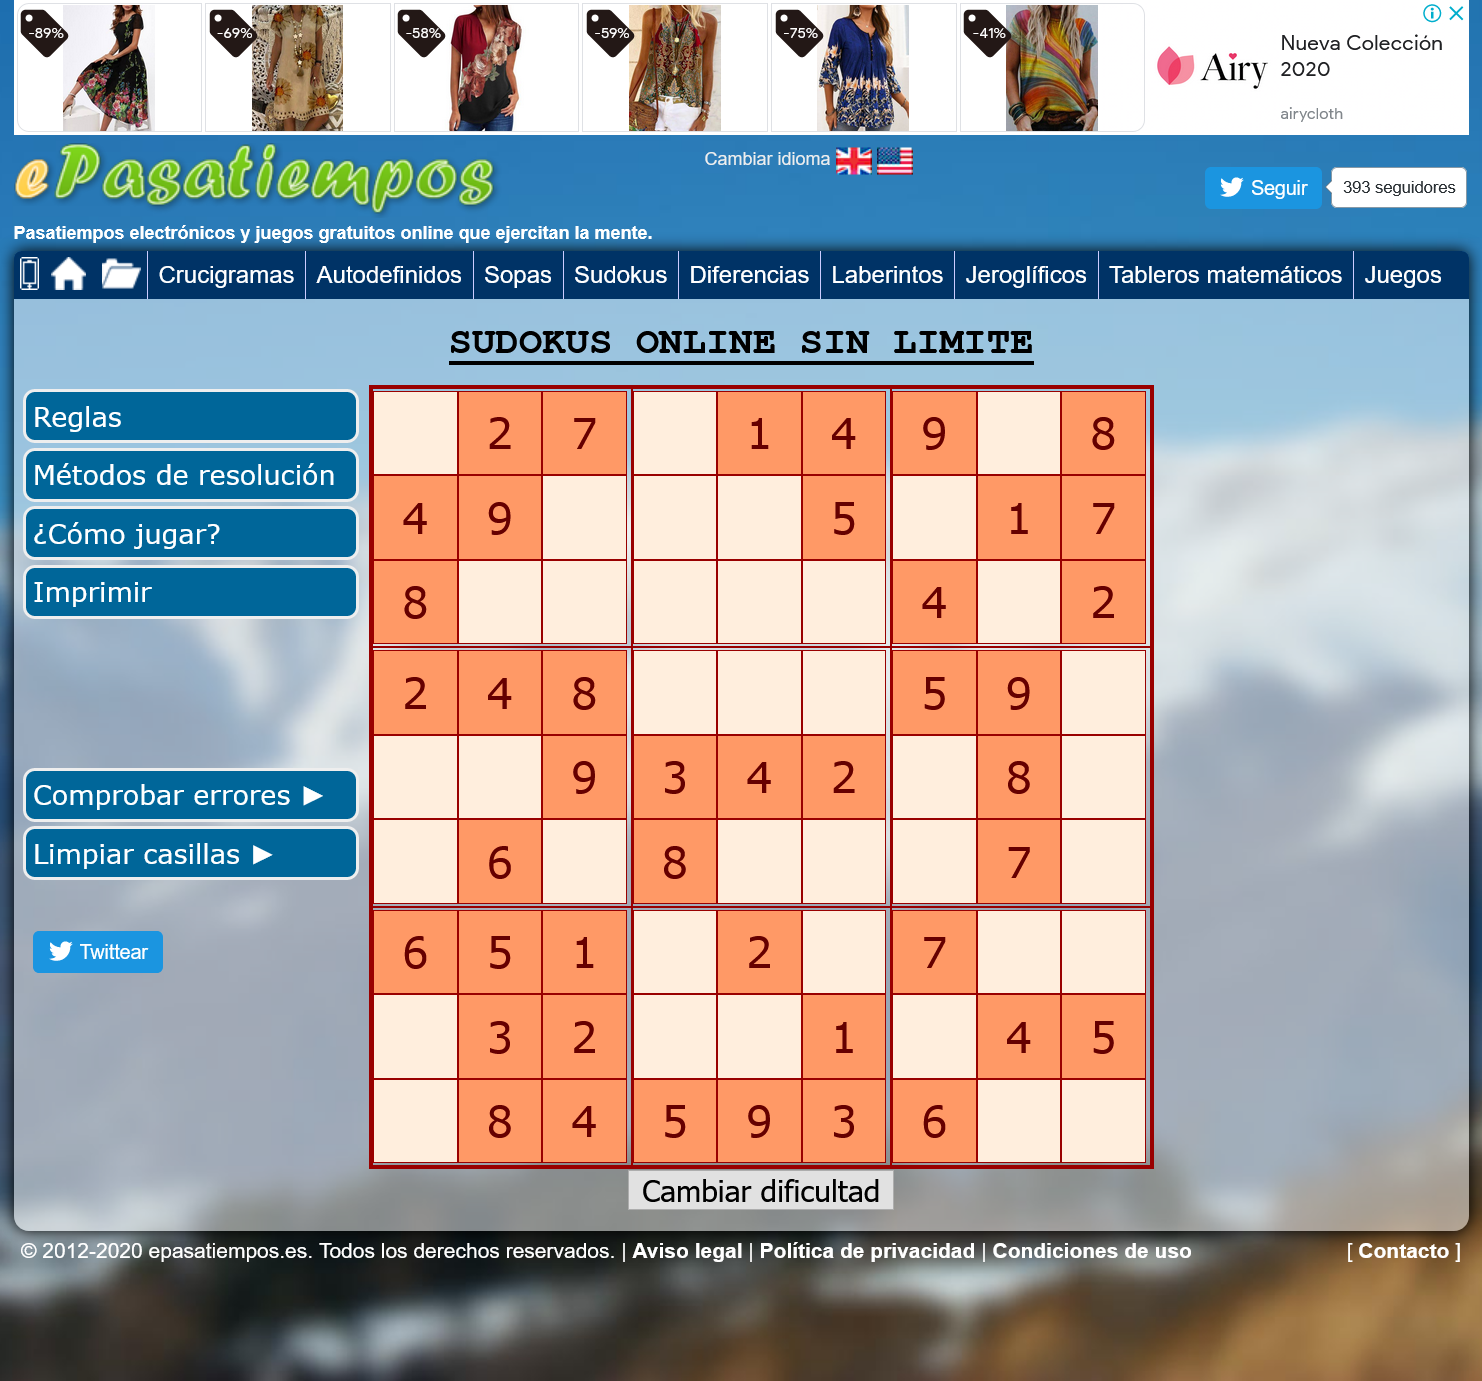 -89%
-69%
-58%
-59%
-75%
-41%
Airy
Nueva Colección
2020
airycloth
ePasatiempos
Cambiar idioma
Seguir
393 seguidores
Pasatiempos electrónicos y juegos gratuitos online que ejercitan la mente.
Crucigramas Autodefinidos Sopas Sudokus Diferencias Laberintos Jeroglíficos Tableros matemáticos Juegos
SUDOKUS ONLINE SIN LIMITE
Reglas
Métodos de resolución
¿Cómo jugar?
Imprimir
Comprobar errores ►
Limpiar casillas ►
Twittear
2 7 1 4 9 8
4 9 5 1 7
8 4 2
2 4 8 5 9
9 3 4 2 8
6 8 7
6 5 1 2 7
3 2 1 4 5
8 4 5 9 3 6
Cambiar dificultad
© 2012-2020 epasatiempos.es. Todos los derechos reservados. | Aviso legal | Política de privacidad | Condiciones de uso [ Contacto ]